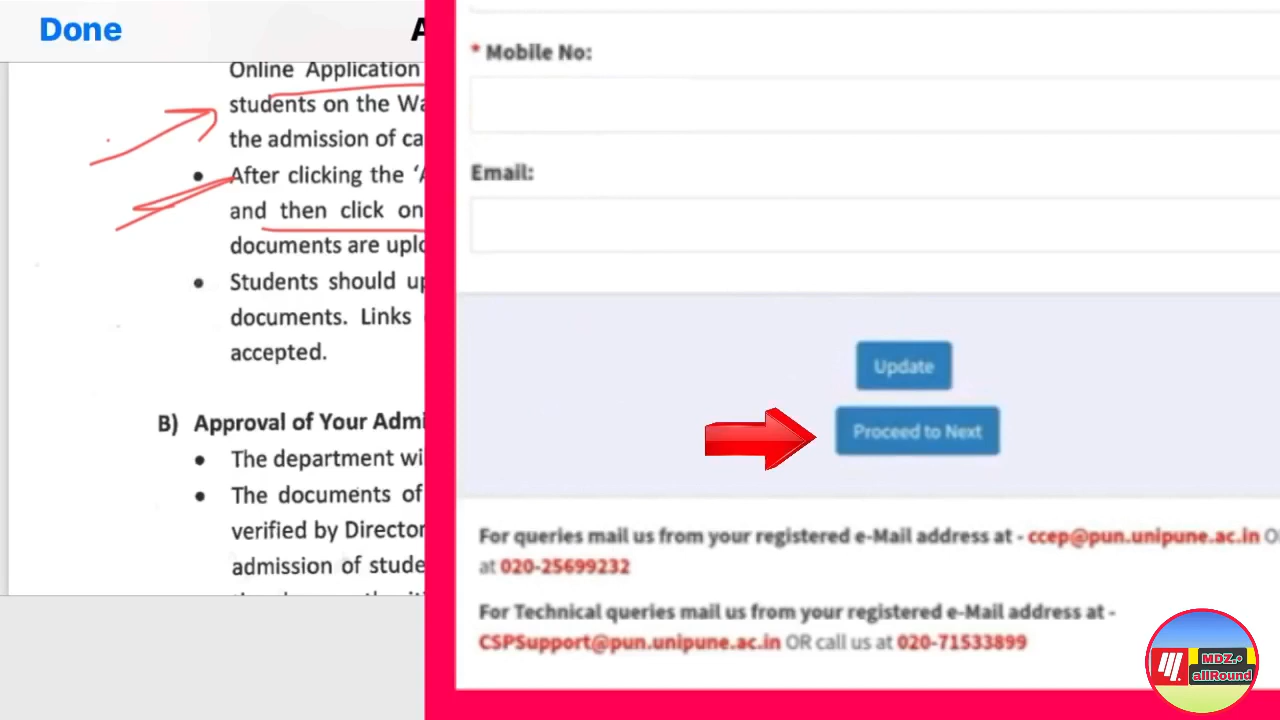 Done
Online Application
students on the Wa
the admission of ca
• After clicking the ‘A
and then click on
documents are uplo
• Students should up
documents. Links
accepted.
B) Approval of Your Admi
• The department wi
• The documents of
verified by Director
admission of stude
* Mobile No:
Email:
Update
Proceed to Next
For queries mail us from your registered e-Mail address at - ccep@pun.unipune.ac.in O
at 020-25699232
For Technical queries mail us from your registered e-Mail address at -
CSPSupport@pun.unipune.ac.in OR call us at 020-71533899
MDZ.
allRound